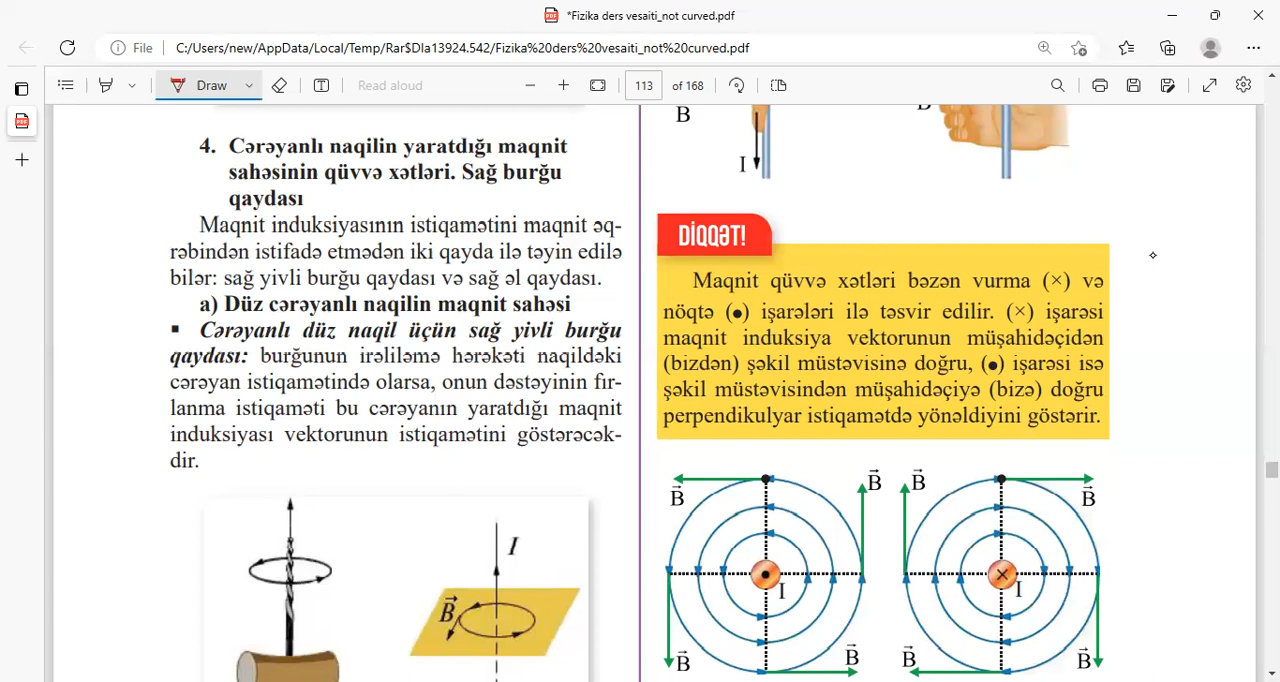 *Fizika ders vesaiti_not curved.pdf
File C:/Users/new/AppData/Local/Temp/Rar$DIa13924.542/Fizika%20ders%20vesaiti_not%20curved.pdf
Draw Read aloud 113 of 168
4. Cərəyanlı naqilin yaratdığı maqnit
sahəsinin qüvvə xətləri. Sağ burğu
qaydası
Maqnit induksiyasının istiqamətini maqnit əq-
rəbindən istifadə etmədən iki qayda ilə təyin edilə
bilər: sağ yivli burğu qaydası və sağ əl qaydası.
a) Düz cərəyanlı naqilin maqnit sahəsi
▪ Cərəyanlı düz naqil üçün sağ yivli burğu
qaydası: burğunun irəliləmə hərəkəti naqildəki
cərəyan istiqamətində olarsa, onun dəstəyinin fır-
lanma istiqaməti bu cərəyanın yaratdığı maqnit
induksiyası vektorunun istiqamətini göstərəcək-
dir.
I
B⃗
B
I
DİQQƏT!
Maqnit qüvvə xətləri bəzən vurma (×) və
nöqtə (●) işarələri ilə təsvir edilir. (×) işarəsi
maqnit induksiya vektorunun müşahidəçidən
(bizdən) şəkil müstəvisinə doğru, (●) işarəsi isə
şəkil müstəvisindən müşahidəçiyə (bizə) doğru
perpendikulyar istiqamətdə yönəldiyini göstərir.
B⃗ B⃗ B⃗ B⃗
I I
B⃗ B⃗ B⃗ B⃗